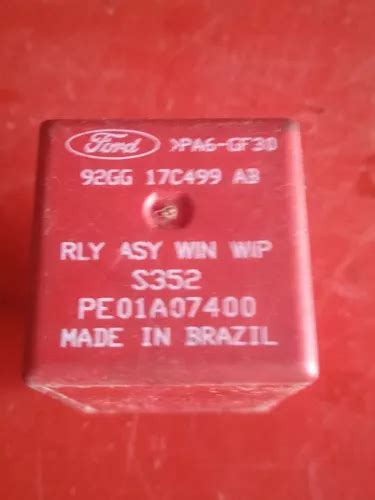 Ford >PA6-GF30
92GG 17C499 AB
RLY ASY WIN WIP
S352
PE01A07400
MADE IN BRAZIL